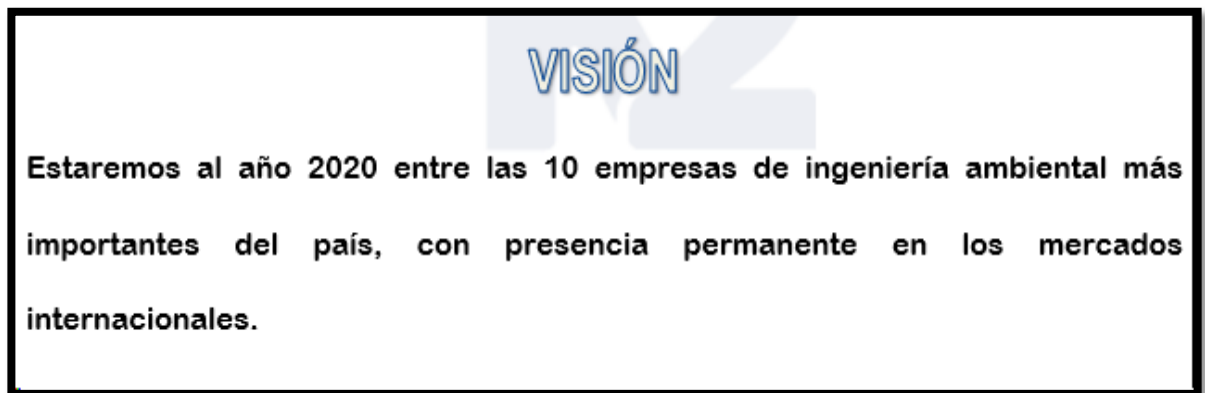 VISIÓN
Estaremos al año 2020 entre las 10 empresas de ingeniería ambiental más
importantes del país, con presencia permanente en los mercados
internacionales.